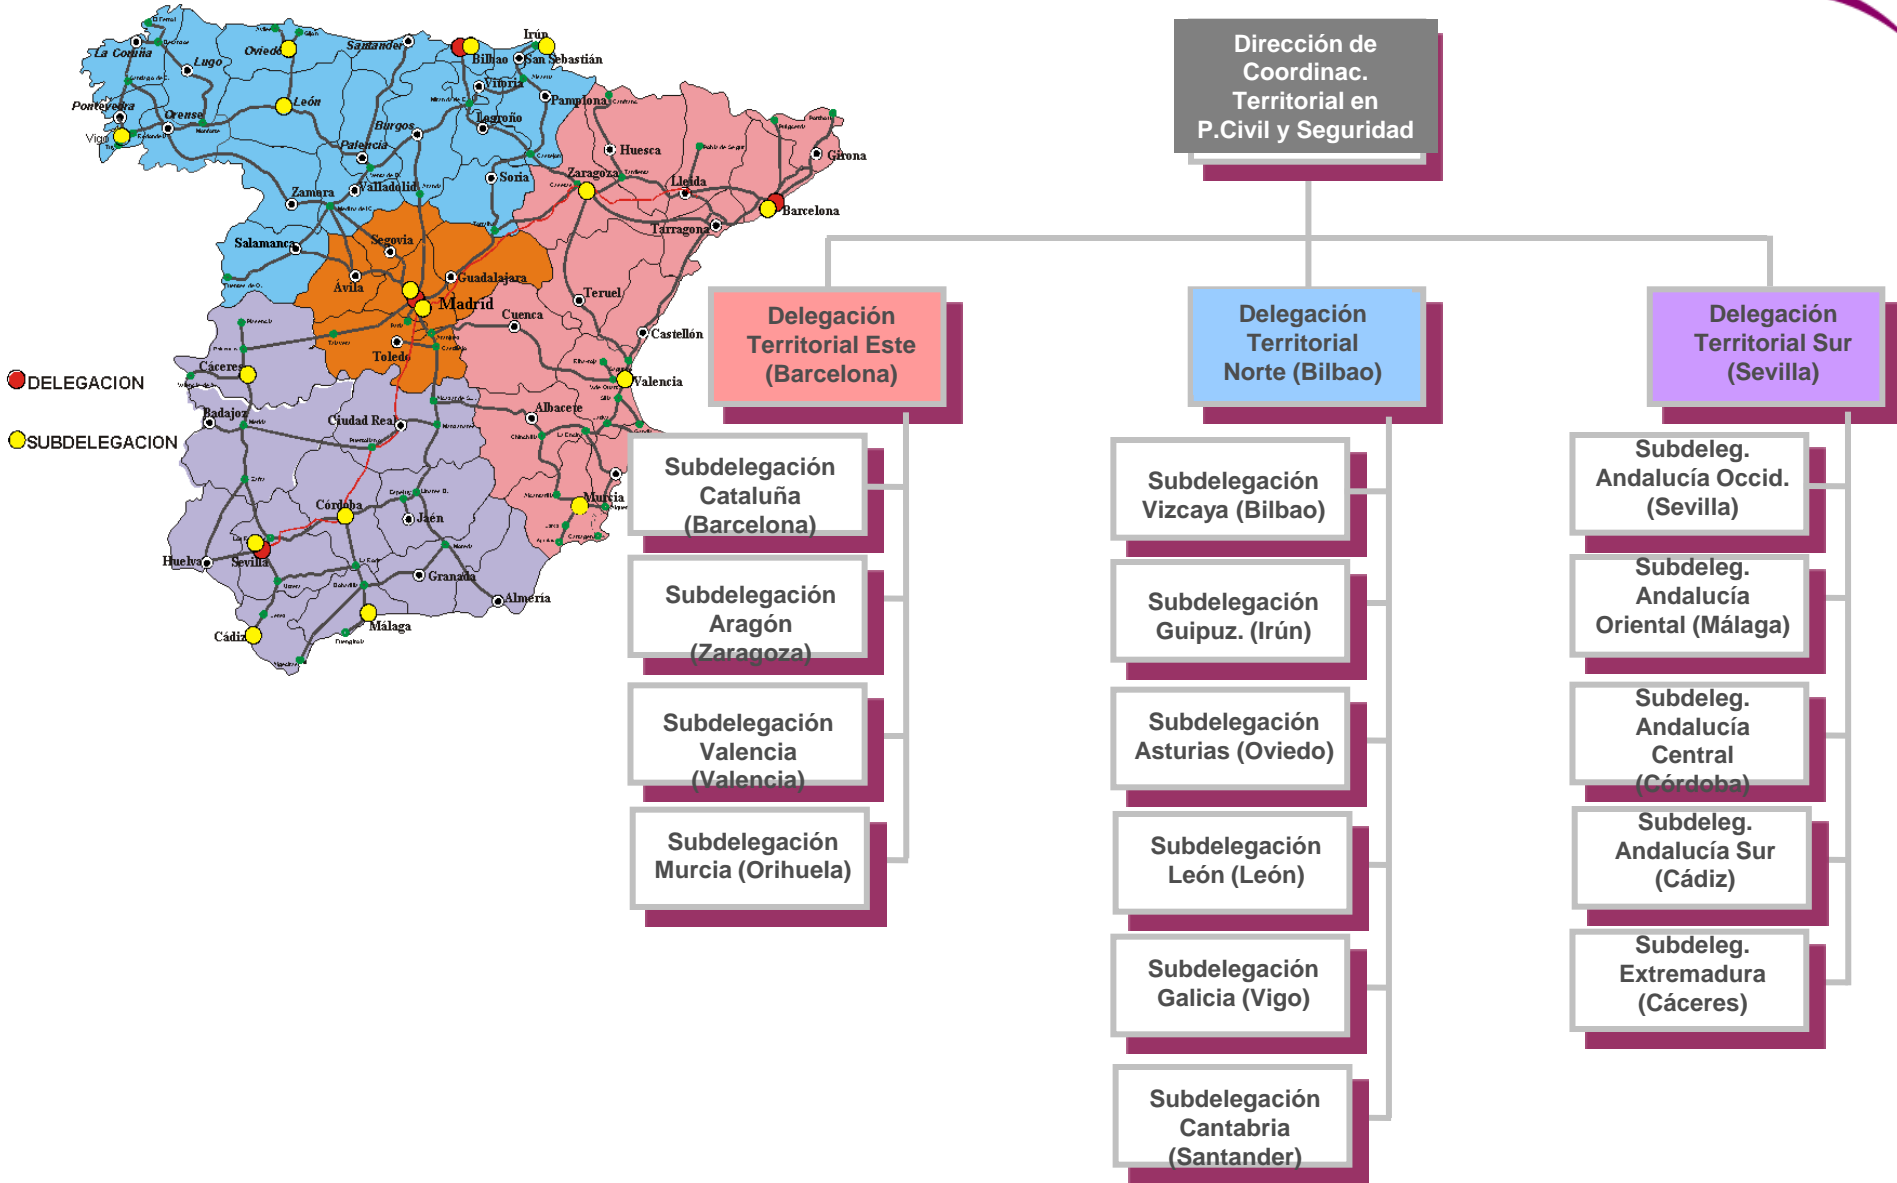 El Ferrol
La Coruña
Lugo
Oviedo
Gijón
Santander
Bilbao
Irún
San Sebastián
Vitoria
Pamplona
Pontevedra
Orense
León
Burgos
Logroño
Vigo
Palencia
Valladolid
Zamora
Soria
Zaragoza
Huesca
Lleida
Girona
Barcelona
Tarragona
Salamanca
Segovia
Ávila
Guadalajara
Madrid
Teruel
Cuenca
Toledo
Castellón
Cáceres
Valencia
Badajoz
Ciudad Real
Albacete
Córdoba
Jaén
Murcia
Huelva
Sevilla
Granada
Almería
Málaga
Cádiz
DELEGACION
SUBDELEGACION
Dirección de
Coordinac.
Territorial en
P.Civil y Seguridad
Delegación
Territorial Este
(Barcelona)
Subdelegación
Cataluña
(Barcelona)
Subdelegación
Aragón
(Zaragoza)
Subdelegación
Valencia
(Valencia)
Subdelegación
Murcia (Orihuela)
Delegación
Territorial
Norte (Bilbao)
Subdelegación
Vizcaya (Bilbao)
Subdelegación
Guipuz. (Irún)
Subdelegación
Asturias (Oviedo)
Subdelegación
León (León)
Subdelegación
Galicia (Vigo)
Subdelegación
Cantabria
(Santander)
Delegación
Territorial Sur
(Sevilla)
Subdeleg.
Andalucía Occid.
(Sevilla)
Subdeleg.
Andalucía
Oriental (Málaga)
Subdeleg.
Andalucía
Central
(Córdoba)
Subdeleg.
Andalucía Sur
(Cádiz)
Subdeleg.
Extremadura
(Cáceres)